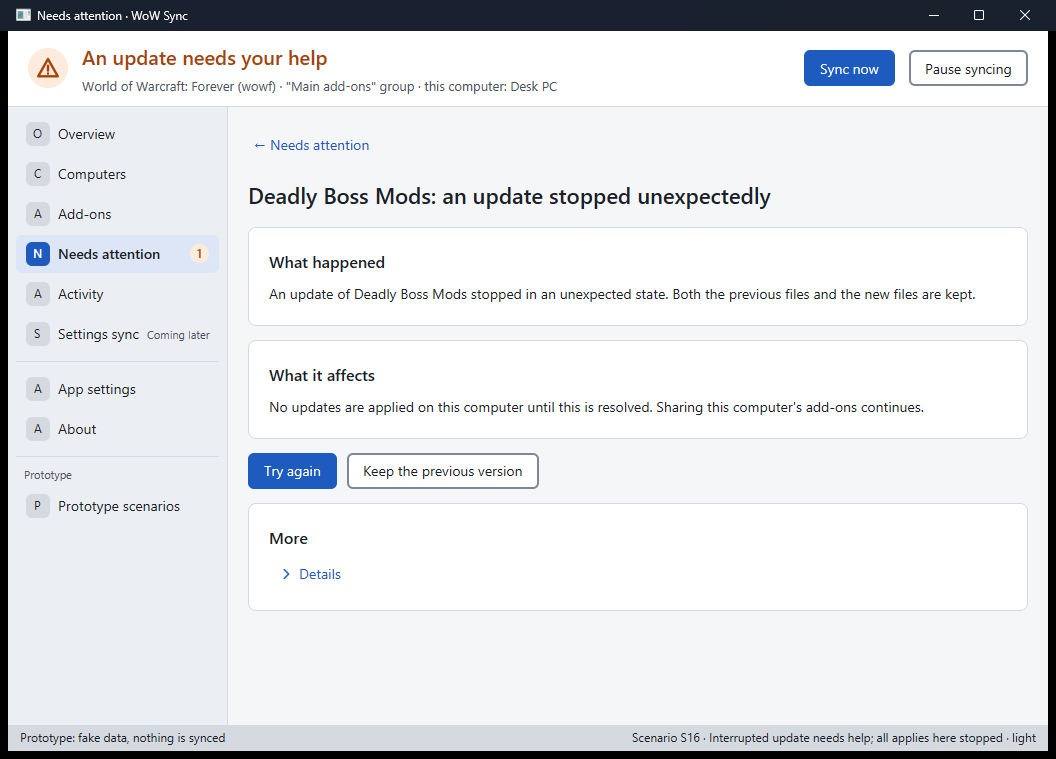 Needs attention · WoW Sync
An update needs your help
World of Warcraft: Forever (wowf) · "Main add-ons" group · this computer: Desk PC
Sync now
Pause syncing
O Overview
C Computers
A Add-ons
N Needs attention 1
A Activity
S Settings sync Coming later
A App settings
A About
Prototype
P Prototype scenarios
← Needs attention
Deadly Boss Mods: an update stopped unexpectedly
What happened
An update of Deadly Boss Mods stopped in an unexpected state. Both the previous files and the new files are kept.
What it affects
No updates are applied on this computer until this is resolved. Sharing this computer's add-ons continues.
Try again
Keep the previous version
More
Details
Prototype: fake data, nothing is synced
Scenario S16 · Interrupted update needs help; all applies here stopped · light